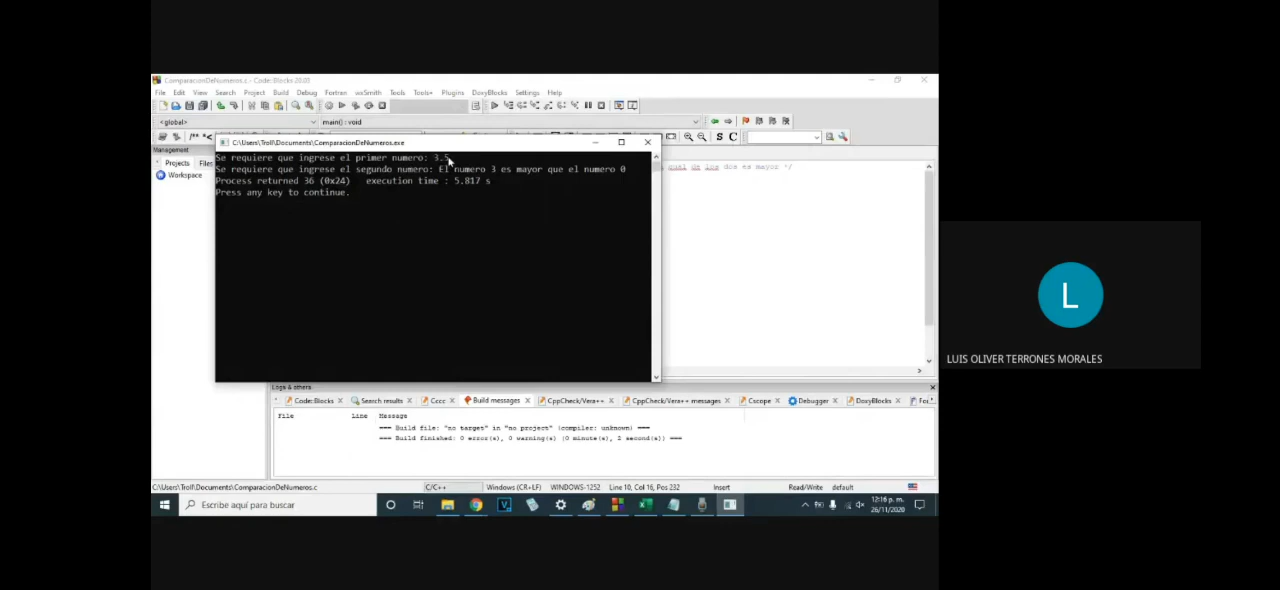 ComparacionDeNumeros.c - Code::Blocks 20.03
File Edit View Search Project Build Debug Fortran wxSmith Tools Tools+ Plugins DoxyBlocks Settings Help
<global> main() : void
/** *< S C
Management
Projects Files
Workspace
C:\Users\Troll\Documents\ComparacionDeNumeros.exe
Se requiere que ingrese el primer numero: 3.5
Se requiere que ingrese el segundo numero: El numero 3 es mayor que el numero 0
Process returned 36 (0x24)   execution time : 5.817 s
Press any key to continue.
de los dos es mayor */
L
LUIS OLIVER TERRONES MORALES
Logs & others
Code::Blocks Search results Cccc Build messages CppCheck/Vera++ CppCheck/Vera++ messages Cscope Debugger DoxyBlocks
File Line Message
=== Build file: "no target" in "no project" (compiler: unknown) ===
=== Build finished: 0 error(s), 0 warning(s) (0 minute(s), 2 second(s)) ===
C:\Users\Troll\Documents\ComparacionDeNumeros.c C/C++ Windows (CR+LF) WINDOWS-1252 Line 10, Col 16, Pos 232 Insert Read/Write default
Escribe aquí para buscar
12:16 p. m.
26/11/2020